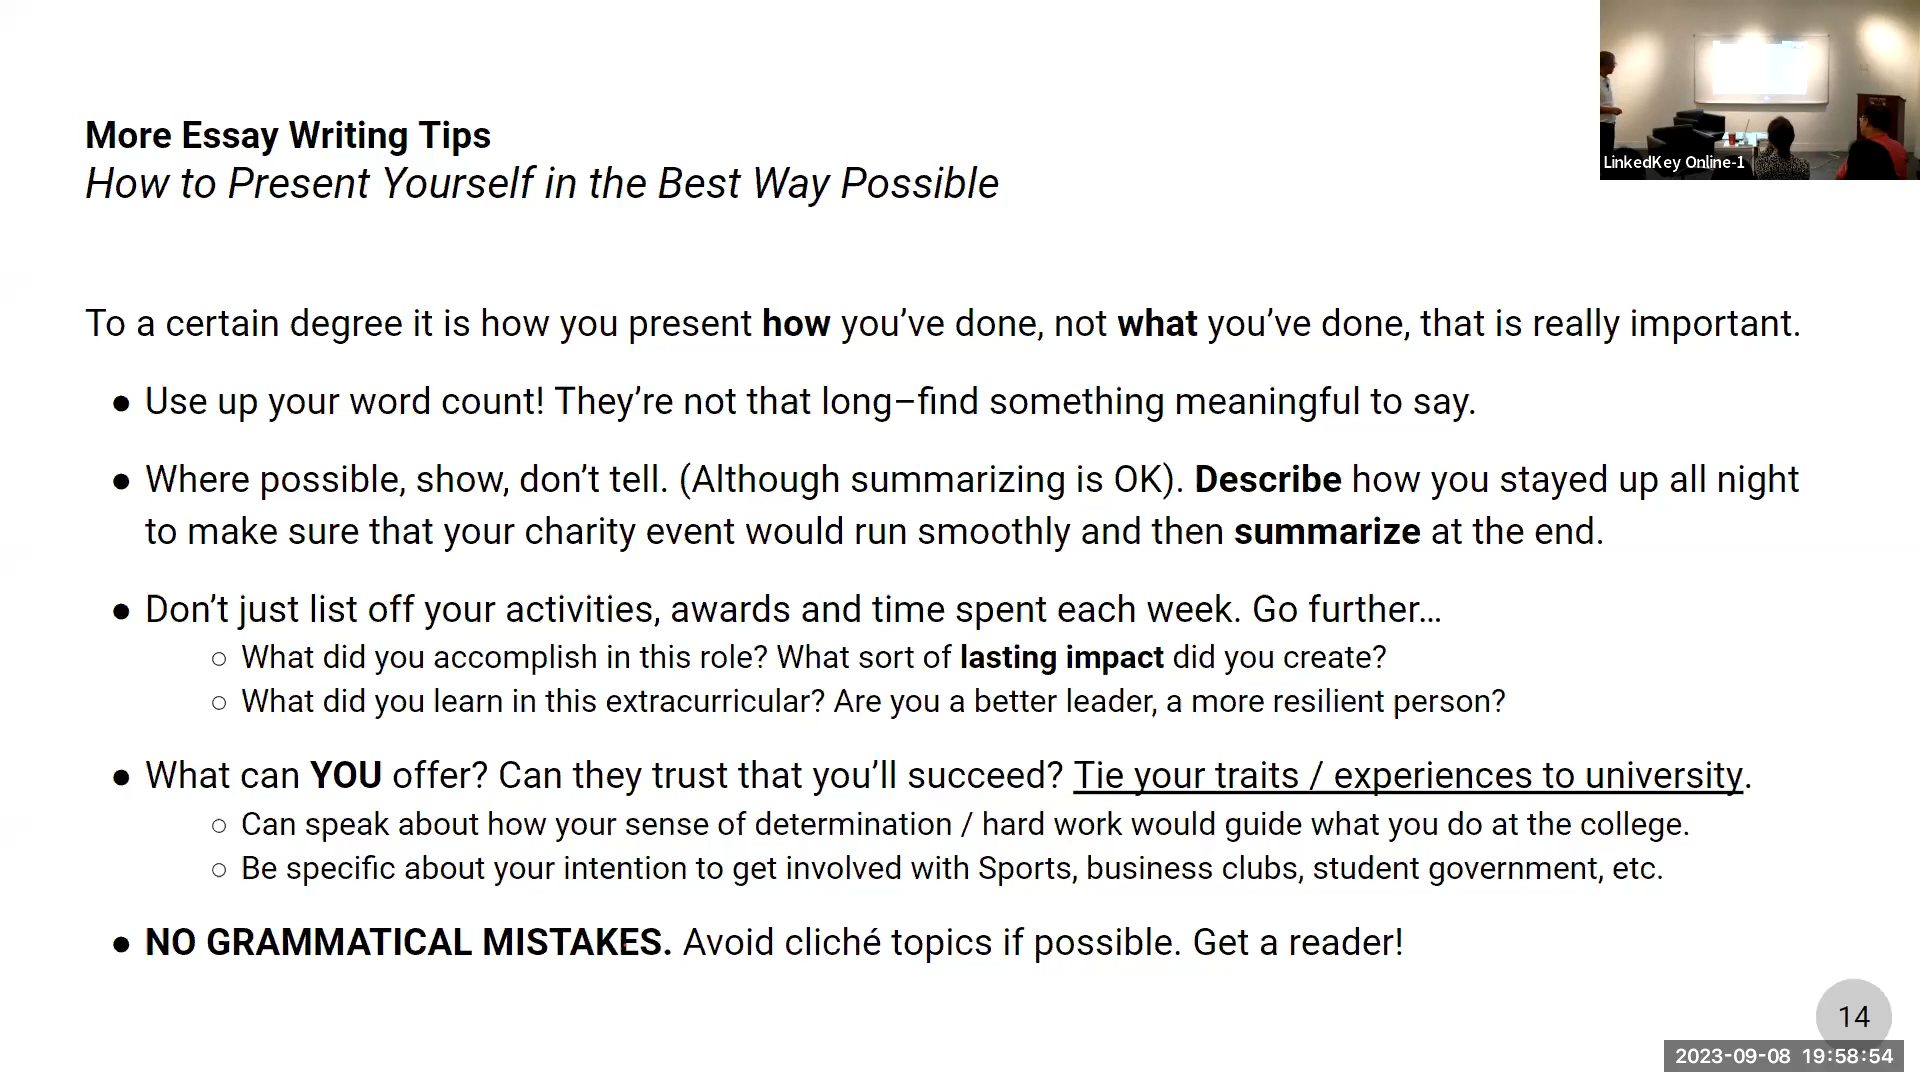 More Essay Writing Tips
How to Present Yourself in the Best Way Possible
LinkedKey Online-1
To a certain degree it is how you present how you’ve done, not what you’ve done, that is really important.
● Use up your word count! They’re not that long–find something meaningful to say.
● Where possible, show, don’t tell. (Although summarizing is OK). Describe how you stayed up all night
to make sure that your charity event would run smoothly and then summarize at the end.
● Don’t just list off your activities, awards and time spent each week. Go further…
○ What did you accomplish in this role? What sort of lasting impact did you create?
○ What did you learn in this extracurricular? Are you a better leader, a more resilient person?
● What can YOU offer? Can they trust that you’ll succeed? Tie your traits / experiences to university.
○ Can speak about how your sense of determination / hard work would guide what you do at the college.
○ Be specific about your intention to get involved with Sports, business clubs, student government, etc.
● NO GRAMMATICAL MISTAKES. Avoid cliché topics if possible. Get a reader!
14
2023-09-08 19:58:54